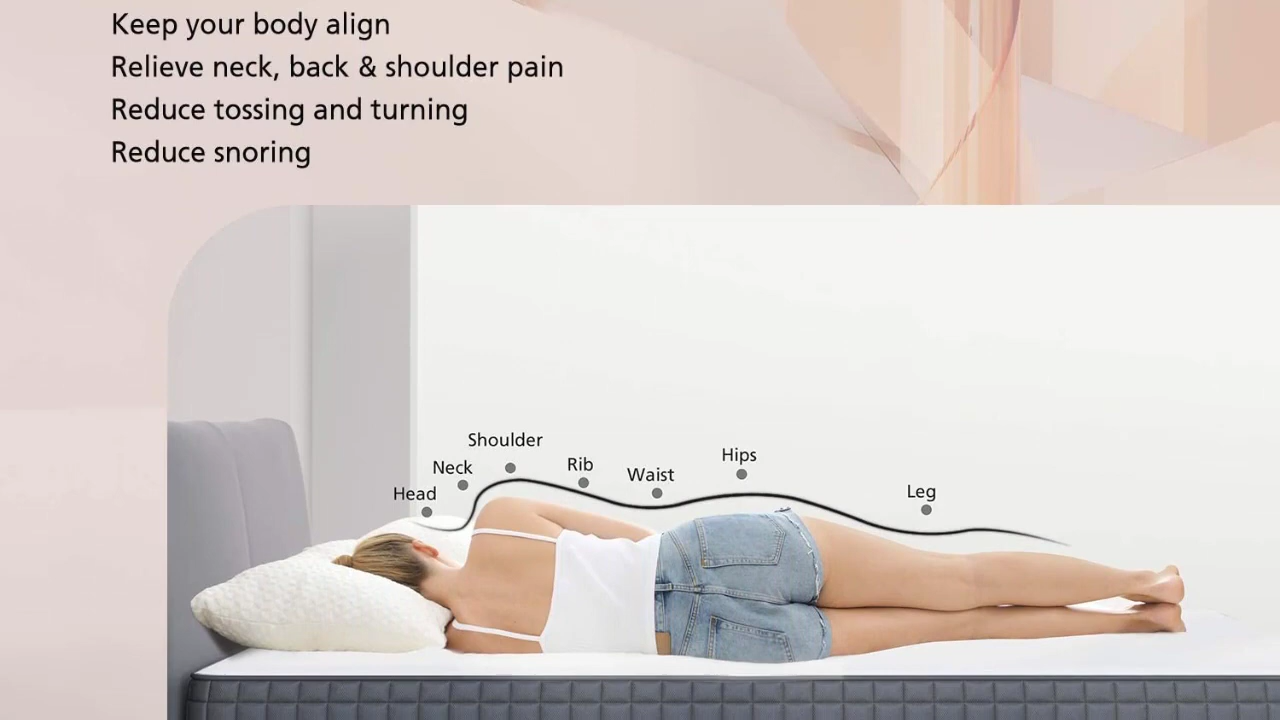 Keep your body align
Relieve neck, back & shoulder pain
Reduce tossing and turning
Reduce snoring
Shoulder
Neck
Rib
Waist
Hips
Head
Leg